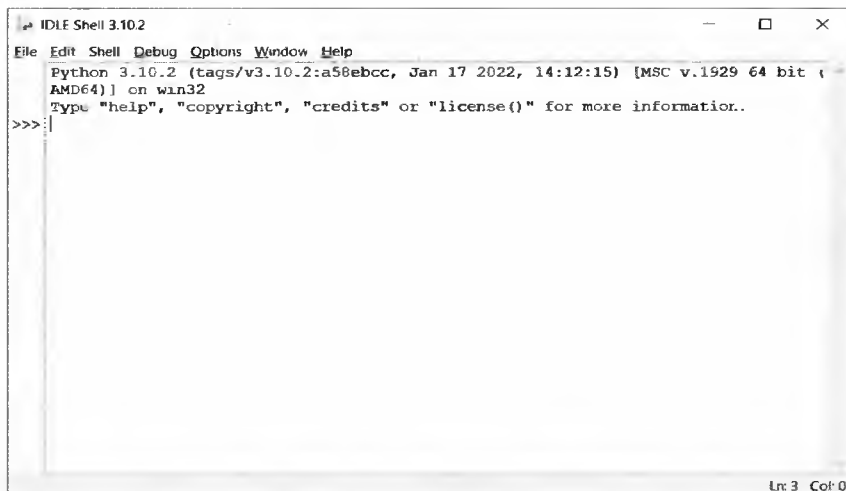 IDLE Shell 3.10.2
File Edit Shell Debug Options Window Help
Python 3.10.2 (tags/v3.10.2:a58ebcc, Jan 17 2022, 14:12:15) [MSC v.1929 64 bit (
AMD64)] on win32
Type "help", "copyright", "credits" or "license()" for more information.
>>>
Ln: 3 Col: 0